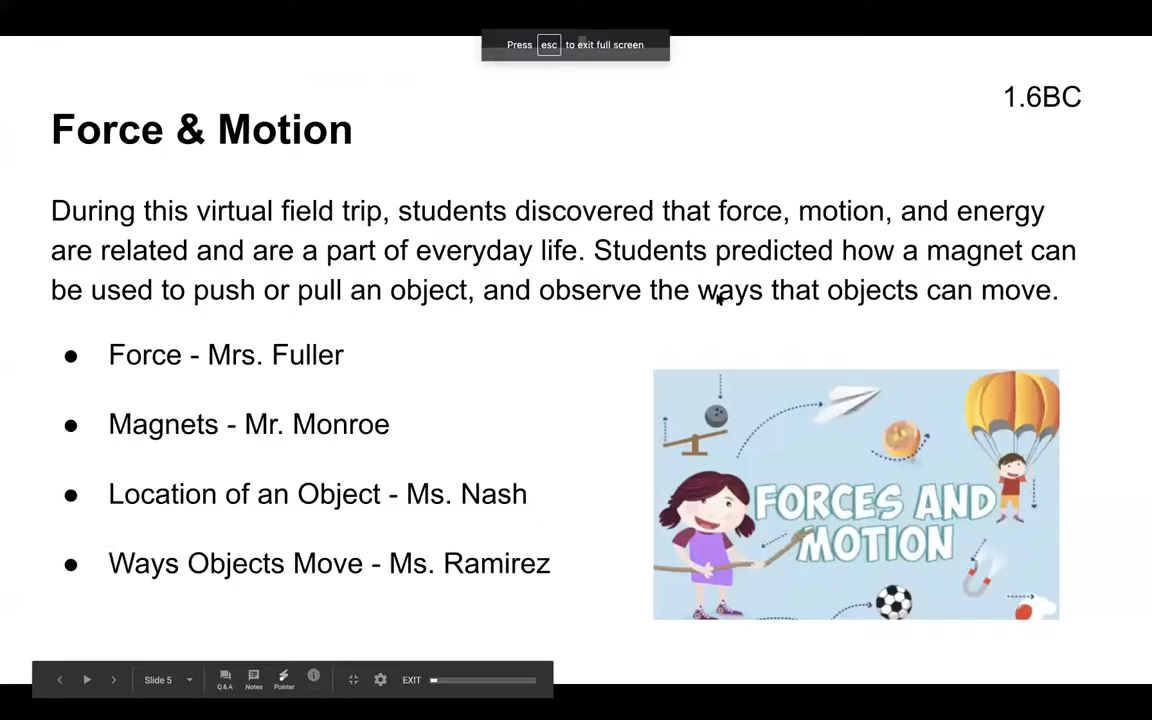 Press esc to exit full screen
1.6BC
Force & Motion
During this virtual field trip, students discovered that force, motion, and energy
are related and are a part of everyday life. Students predicted how a magnet can
be used to push or pull an object, and observe the ways that objects can move.
● Force - Mrs. Fuller
● Magnets - Mr. Monroe
● Location of an Object - Ms. Nash
● Ways Objects Move - Ms. Ramirez
FORCES AND
MOTION
Slide 5
Q&A
Notes
Pointer
EXIT